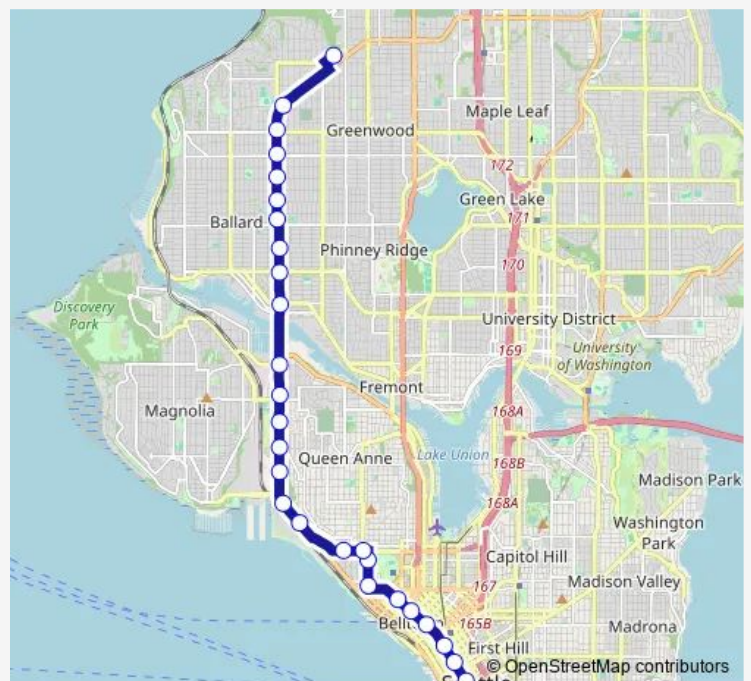 Maple Leaf
Greenwood
172
Green Lake
171
Ballard
Phinney Ridge
170
Discovery
Park
University District
169
University
of Washington
Fremont
Magnolia
168A
Queen Anne
Lake Union
168B
Madison Park
168A
Washington
Park
Capitol Hill
167
Madison Valley
165B
Madrona
First Hill
© OpenStreetMap contributors